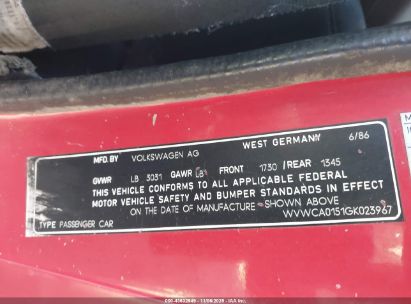 MFD.BY VOLKSWAGEN AG WEST GERMANY 6/86
GVWR LB 3031 GAWR LB FRONT 1730 /REAR 1345
THIS VEHICLE CONFORMS TO ALL APPLICABLE FEDERAL
MOTOR VEHICLE SAFETY AND BUMPER STANDARDS IN EFFECT
ON THE DATE OF MANUFACTURE SHOWN ABOVE
WVWCA0151GK023967
TYPE PASSENGER CAR